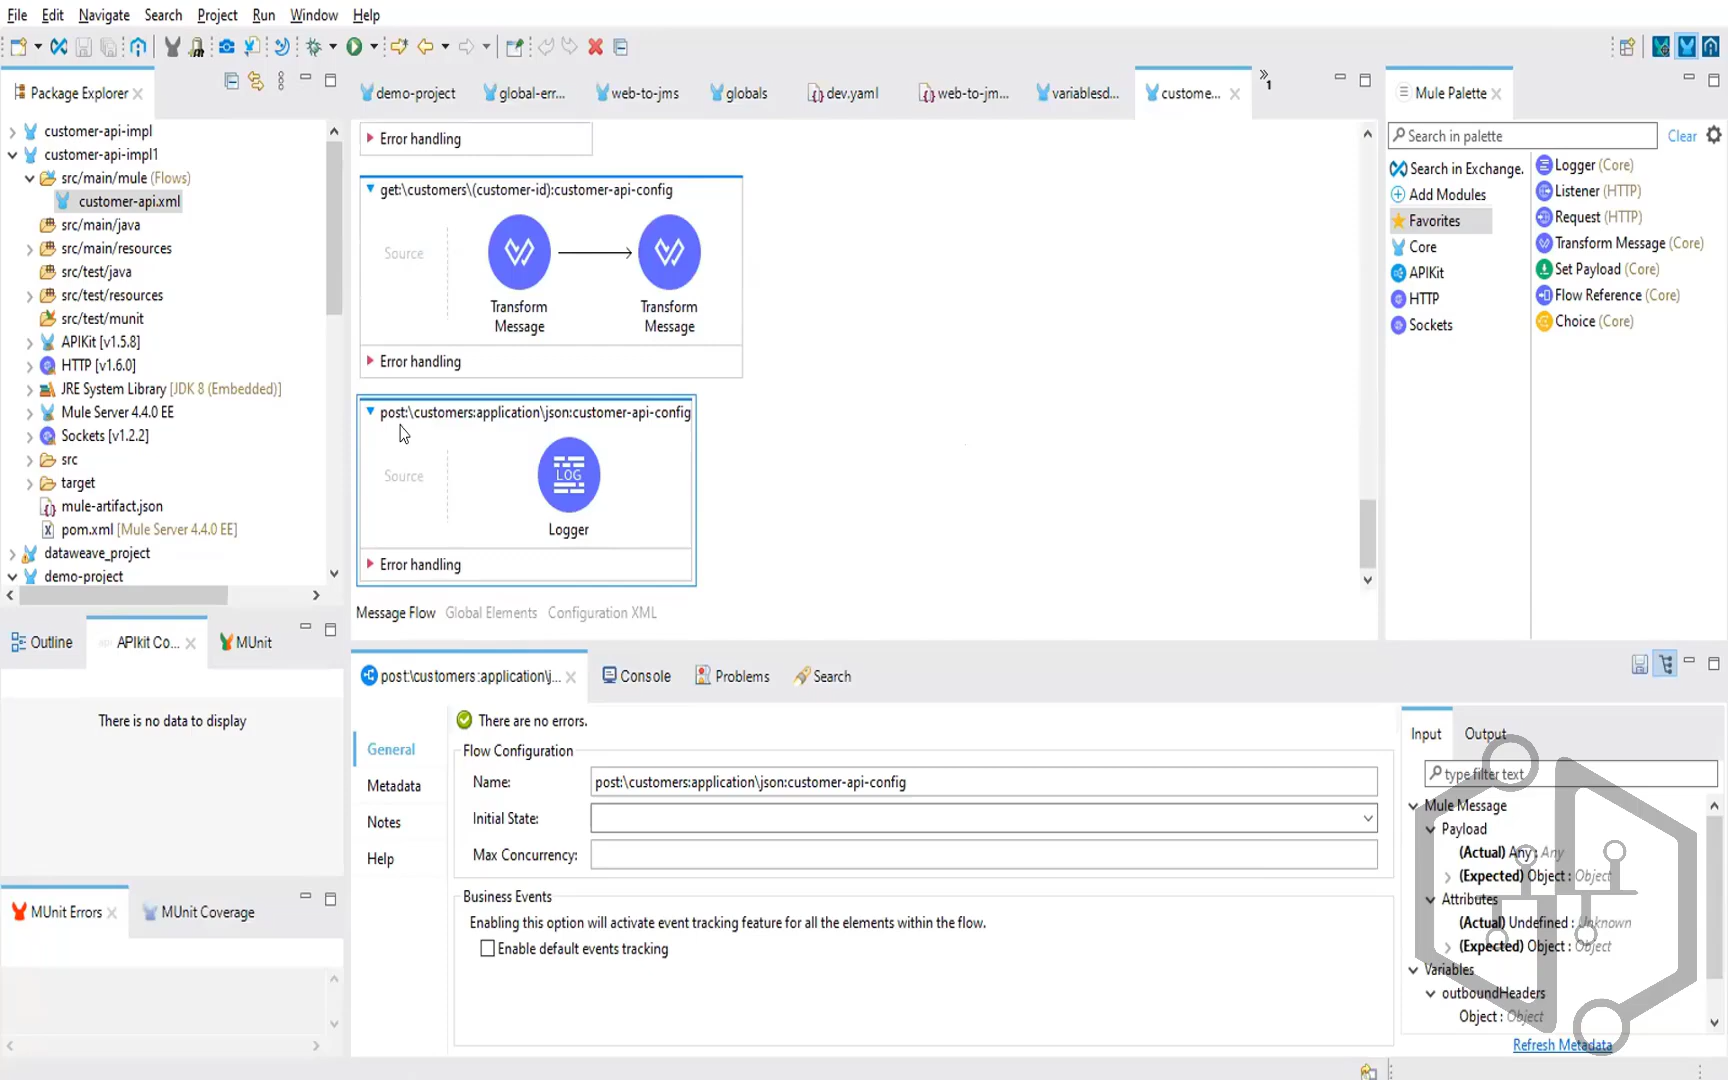 File Edit Navigate Search Project Run Window Help
Package Explorer
customer-api-impl
customer-api-impl1
src/main/mule (Flows)
customer-api.xml
src/main/java
src/main/resources
src/test/java
src/test/resources
src/test/munit
APIKit [v1.5.8]
HTTP [v1.6.0]
JRE System Library [JDK 8 (Embedded)]
Mule Server 4.4.0 EE
Sockets [v1.2.2]
src
target
mule-artifact.json
pom.xml [Mule Server 4.4.0 EE]
dataweave_project
demo-project
Outline APIkit Co... MUnit
There is no data to display
MUnit Errors MUnit Coverage
demo-project global-err... web-to-jms globals dev.yaml web-to-jm... variablesd... custome... »1
Error handling
get:\customers\(customer-id):customer-api-config
Source
Transform Message
Transform Message
Error handling
post:\customers:application\json:customer-api-config
Source
LOG
Logger
Error handling
Message Flow Global Elements Configuration XML
Mule Palette
Search in palette Clear
Search in Exchange.
Add Modules
Favorites
Core
APIKit
HTTP
Sockets
Logger (Core)
Listener (HTTP)
Request (HTTP)
Transform Message (Core)
Set Payload (Core)
Flow Reference (Core)
Choice (Core)
post:\customers:application\j... Console Problems Search
There are no errors.
General
Metadata
Notes
Help
Flow Configuration
Name: post:\customers:application\json:customer-api-config
Initial State:
Max Concurrency:
Business Events
Enabling this option will activate event tracking feature for all the elements within the flow.
Enable default events tracking
Input Output
type filter text
Mule Message
Payload
(Actual) Any : Any
(Expected) Object : Object
Attributes
(Actual) Undefined : Unknown
(Expected) Object : Object
Variables
outboundHeaders
Object : Object
Refresh Metadata